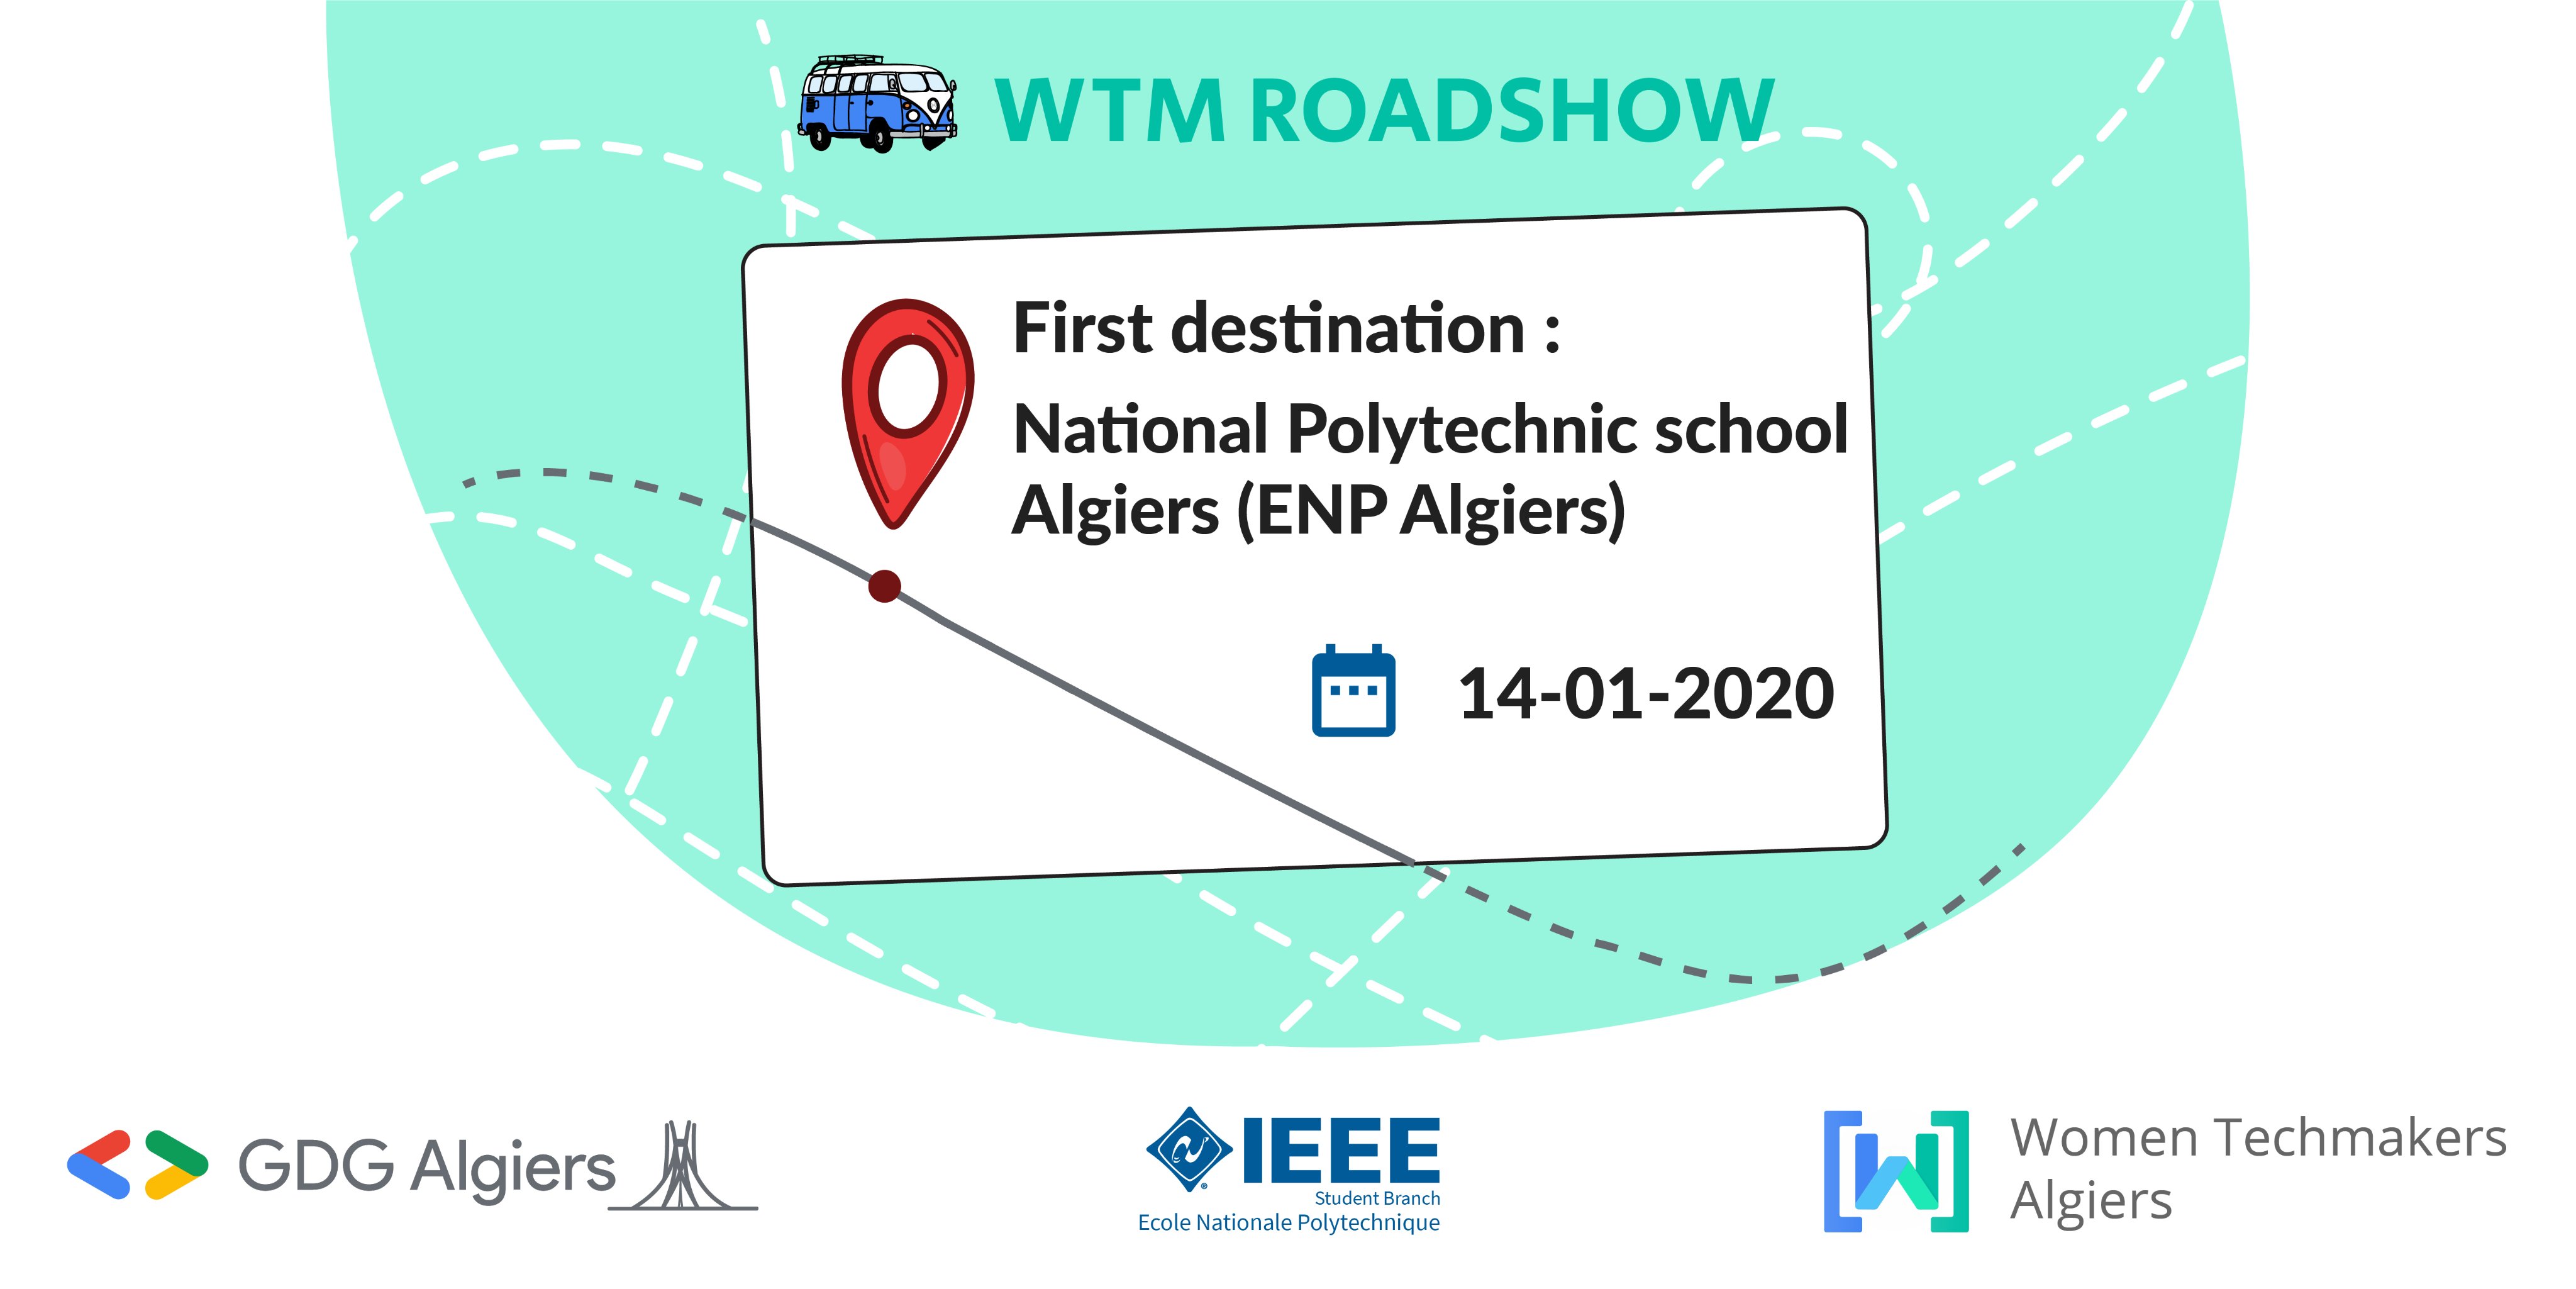 WTM ROADSHOW
First destination :
National Polytechnic school
Algiers (ENP Algiers)
14-01-2020
GDG Algiers
IEEE
Student Branch
Ecole Nationale Polytechnique
Women Techmakers
Algiers